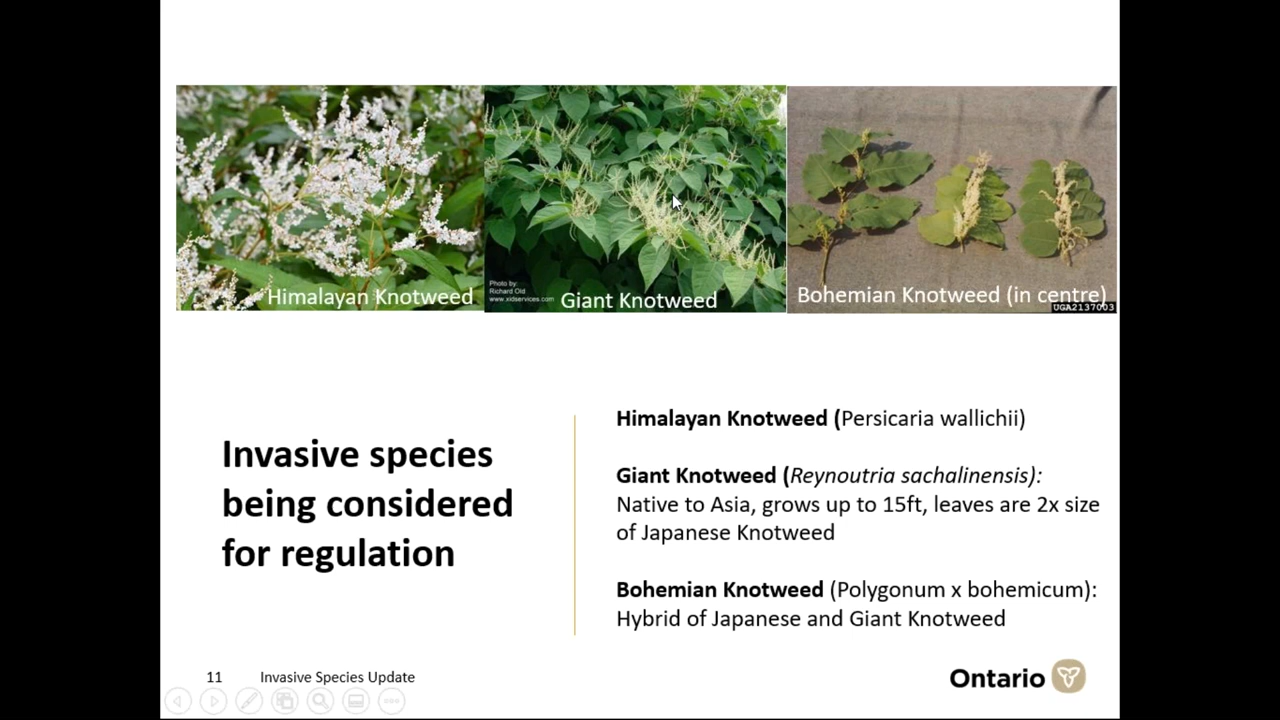 Himalayan Knotweed
Photo by:
Richard Old
www.xidservices.com
Giant Knotweed
Bohemian Knotweed (in centre)
UGA2137003
Invasive species
being considered
for regulation
Himalayan Knotweed (Persicaria wallichii)
Giant Knotweed (Reynoutria sachalinensis):
Native to Asia, grows up to 15ft, leaves are 2x size
of Japanese Knotweed
Bohemian Knotweed (Polygonum x bohemicum):
Hybrid of Japanese and Giant Knotweed
11 Invasive Species Update
Ontario